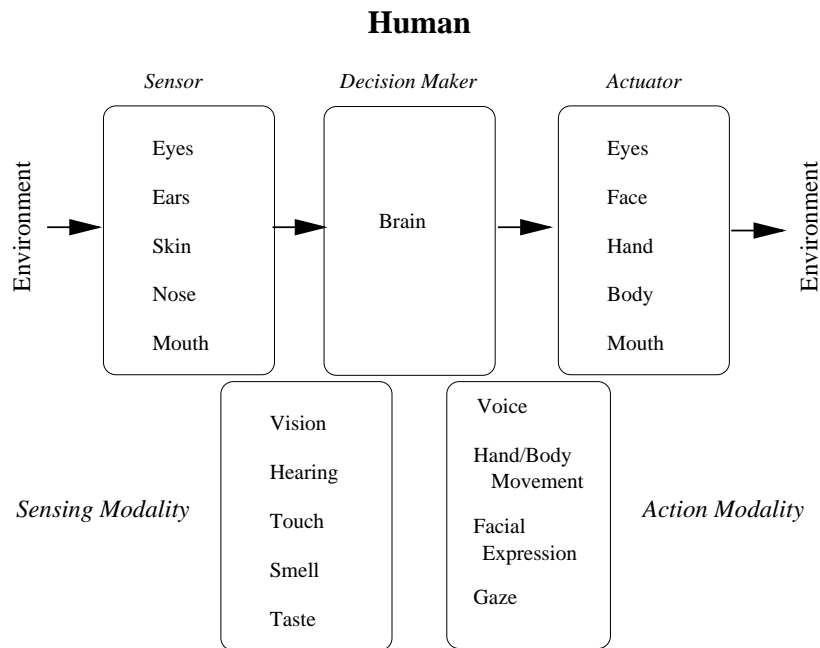 Human
Sensor
Decision Maker
Actuator
Environment
Eyes
Ears
Skin
Nose
Mouth
Brain
Eyes
Face
Hand
Body
Mouth
Environment
Sensing Modality
Vision
Hearing
Touch
Smell
Taste
Voice
Hand/Body
Movement
Facial
Expression
Gaze
Action Modality